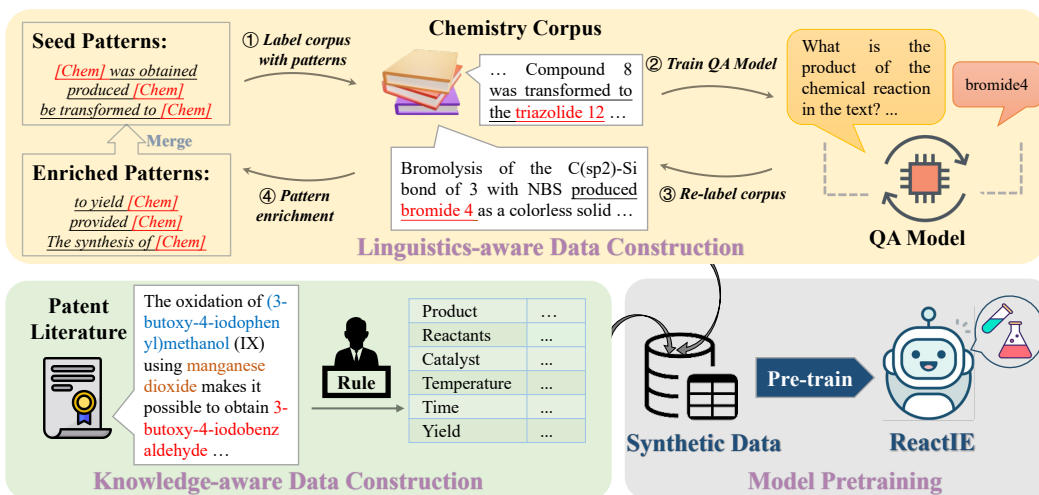 Seed Patterns:
[Chem] was obtained
produced [Chem]
be transformed to [Chem]
Merge
Enriched Patterns:
to yield [Chem]
provided [Chem]
The synthesis of [Chem]
① Label corpus
with patterns
Chemistry Corpus
… Compound 8
was transformed to
the triazolide 12 …
② Train QA Model
What is the
product of the
chemical reaction
in the text? ...
bromide4
④ Pattern
enrichment
Bromolysis of the C(sp2)-Si
bond of 3 with NBS produced
bromide 4 as a colorless solid …
③ Re-label corpus
QA Model
Linguistics-aware Data Construction
Patent
Literature
The oxidation of (3-
butoxy-4-iodophen
yl)methanol (IX)
using manganese
dioxide makes it
possible to obtain 3-
butoxy-4-iodobenz
aldehyde …
Rule
Product …
Reactants ...
Catalyst ...
Temperature ...
Time ...
Yield ...
Knowledge-aware Data Construction
Synthetic Data
Pre-train
ReactIE
Model Pretraining